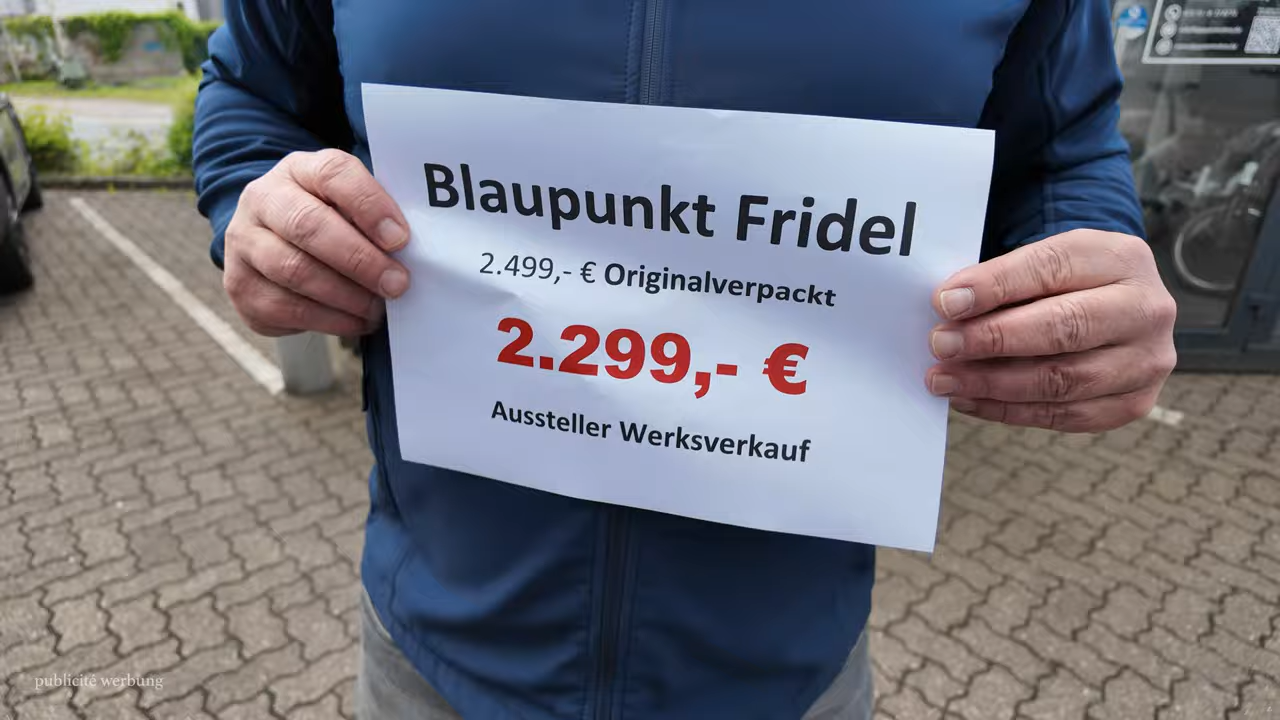 Blaupunkt Fridel
2.499,- € Originalverpackt
2.299,- €
Aussteller Werksverkauf
publicité werbung